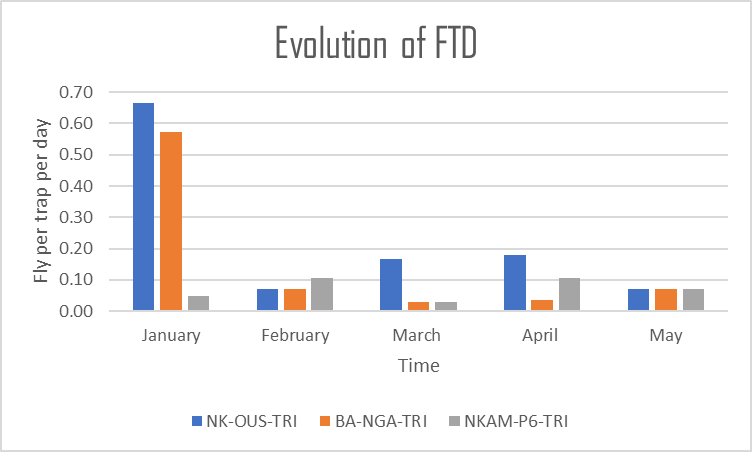 Evolution of FTD
Fly per trap per day
0.70
0.60
0.50
0.40
0.30
0.20
0.10
0.00
January February March April May
Time
NK-OUS-TRI BA-NGA-TRI NKAM-P6-TRI